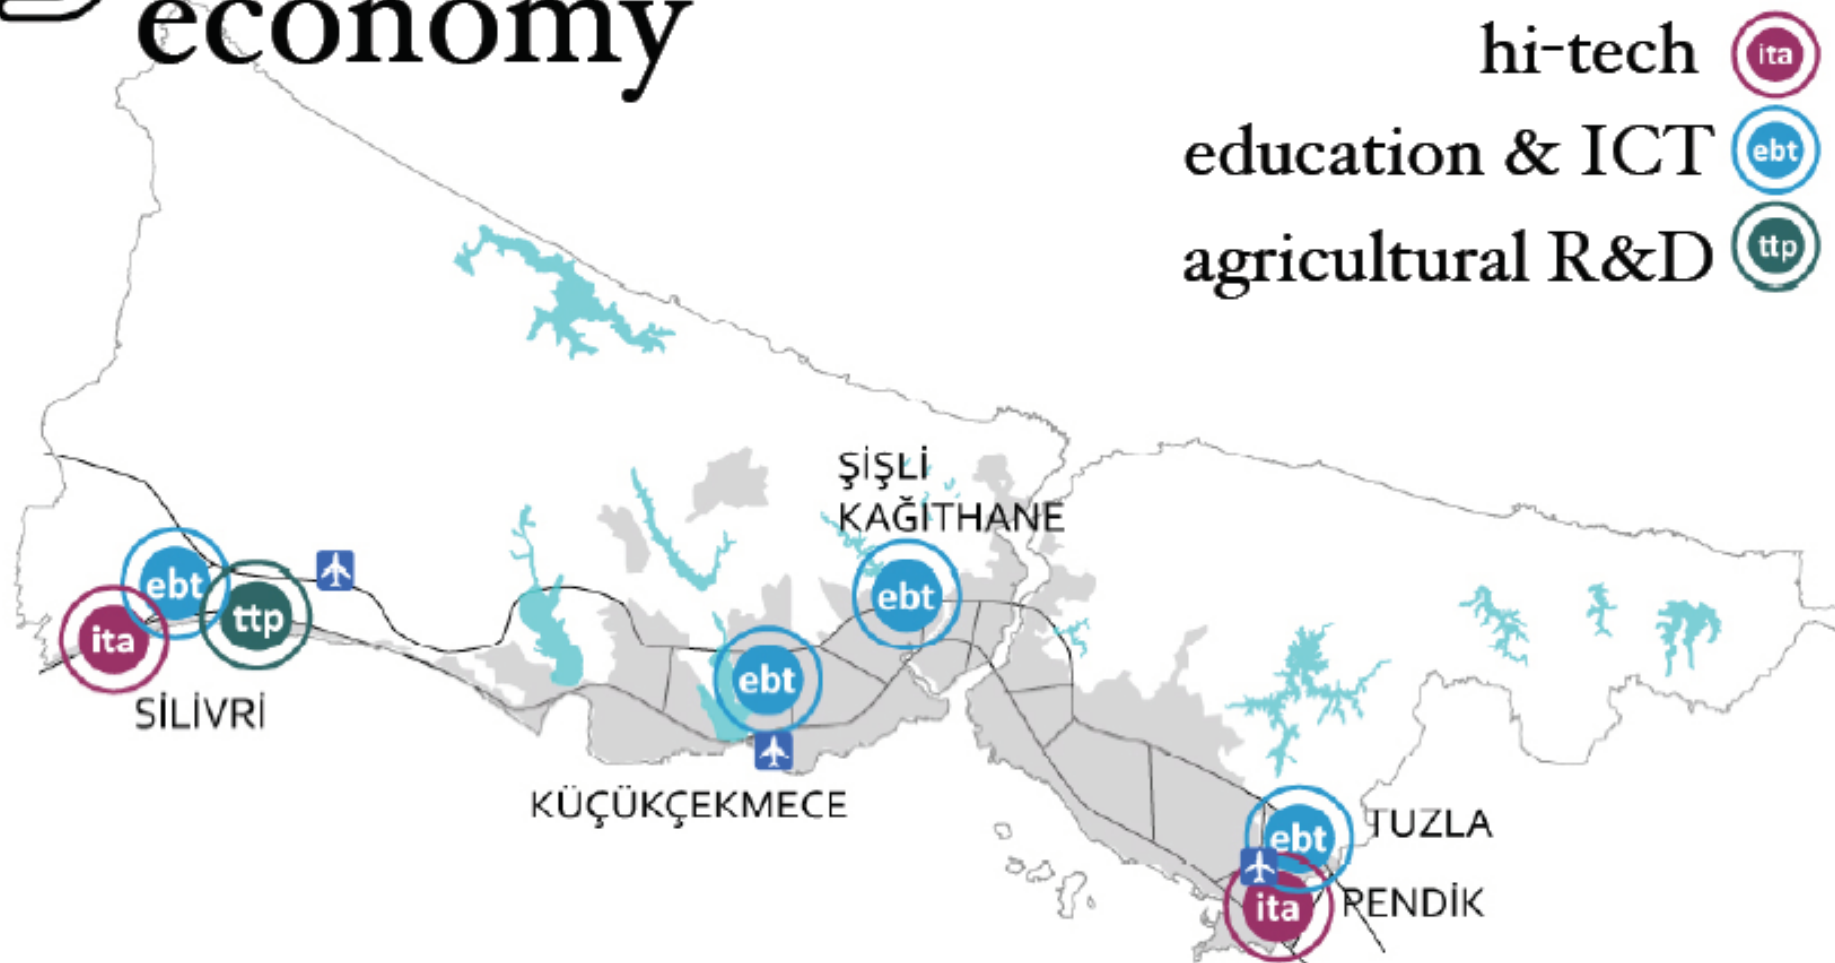 economy
hi-tech ita
education & ICT ebt
agricultural R&D ttp
ŞİŞLİ
KAĞITHANE
ebt
ebt
ttp
ita
SİLİVRİ
ebt
KÜÇÜKÇEKMECE
ebt
TUZLA
ita
PENDİK